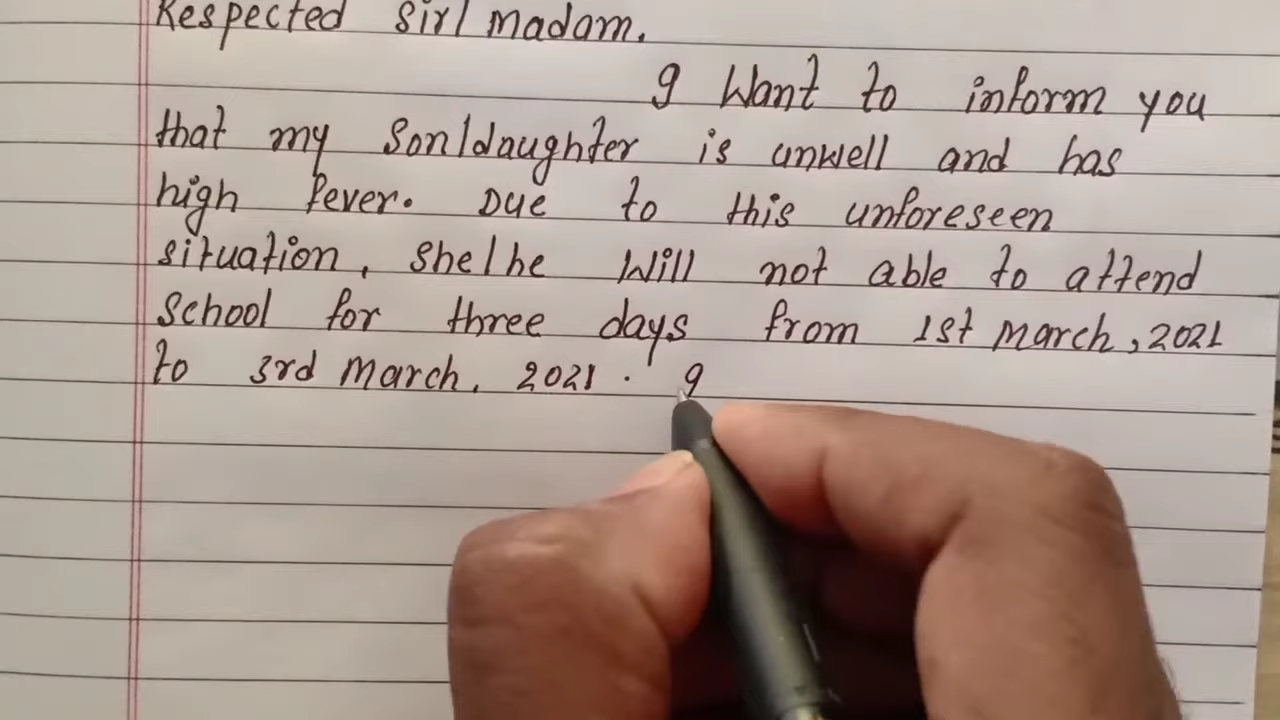 Respected Sir/madam.
I Want to inform you
that my Son/daughter is unwell and has
high fever. Due to this unforeseen
situation, She/he Will not able to attend
School for three days from 1st March, 2021
to 3rd March, 2021. I